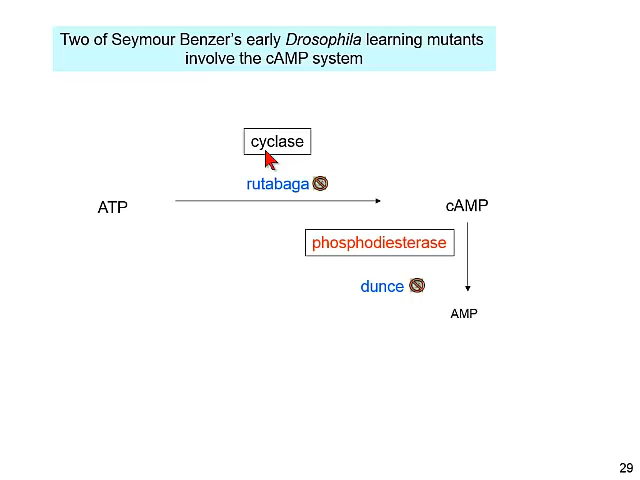 Two of Seymour Benzer's early Drosophila learning mutants
involve the cAMP system
cyclase
rutabaga
ATP
cAMP
phosphodiesterase
dunce
AMP
29